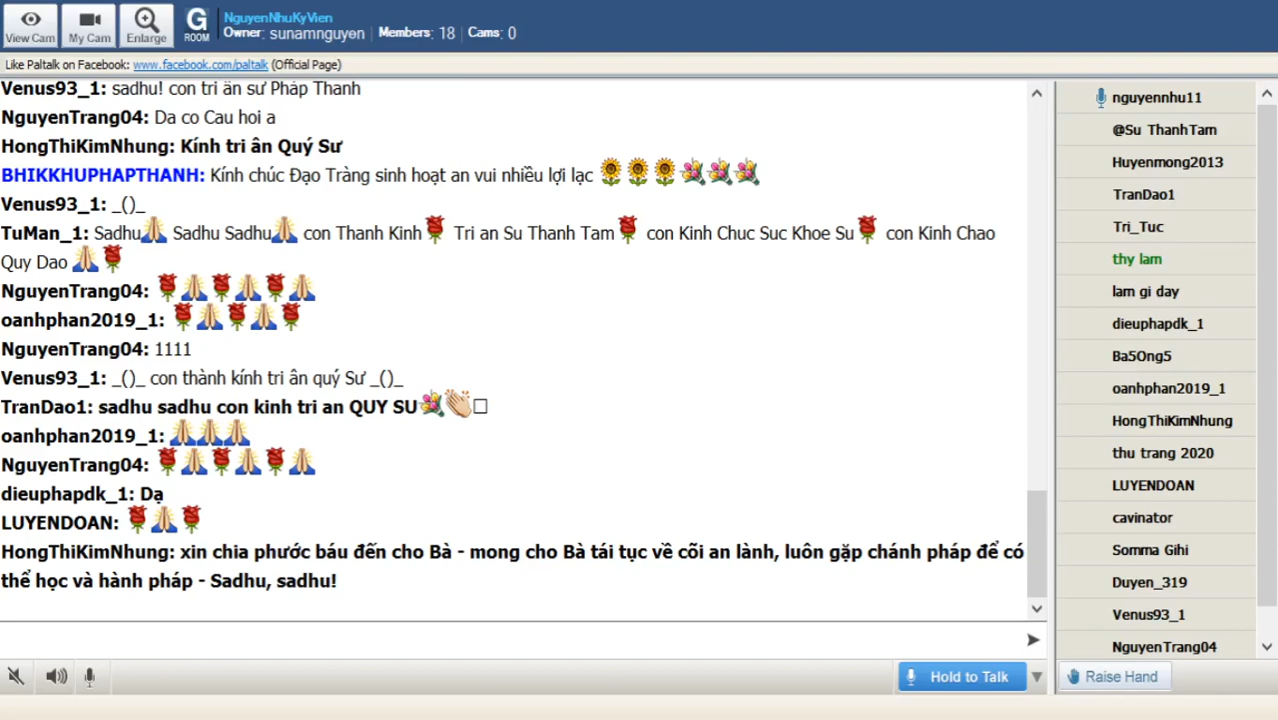 View Cam
My Cam
Enlarge
G
ROOM
NguyenNhuKyVien
Owner: sunamnguyen | Members: 18 | Cams: 0
Like Paltalk on Facebook: www.facebook.com/paltalk (Official Page)
Venus93_1: sadhu! con tri ân sư Pháp Thanh
NguyenTrang04: Da co Cau hoi a
HongThiKimNhung: Kính tri ân Quý Sư
BHIKKHUPHAPTHANH: Kính chúc Đạo Tràng sinh hoạt an vui nhiều lợi lạc 🌻🌻🌻💐💐💐
Venus93_1: _()_
TuMan_1: Sadhu🙏 Sadhu Sadhu🙏 con Thanh Kinh🌹 Tri an Su Thanh Tam🌹 con Kinh Chuc Suc Khoe Su🌹 con Kinh Chao
Quy Dao 🙏🌹
NguyenTrang04: 🌹🙏🌹🙏🌹🙏
oanhphan2019_1: 🌹🙏🌹🙏🌹
NguyenTrang04: 1111
Venus93_1: _()_ con thành kính tri ân quý Sư _()_
TranDao1: sadhu sadhu con kinh tri an QUY SU💐👏□
oanhphan2019_1: 🙏🙏🙏
NguyenTrang04: 🌹🙏🌹🙏🌹🙏
dieuphapdk_1: Dạ
LUYENDOAN: 🌹🙏🌹
HongThiKimNhung: xin chia phước báu đến cho Bà - mong cho Bà tái tục về cõi an lành, luôn gặp chánh pháp để có
thể học và hành pháp - Sadhu, sadhu!
nguyennhu11
@Su ThanhTam
Huyenmong2013
TranDao1
Tri_Tuc
thy lam
lam gi day
dieuphapdk_1
Ba5Ong5
oanhphan2019_1
HongThiKimNhung
thu trang 2020
LUYENDOAN
cavinator
Somma Gihi
Duyen_319
Venus93_1
NguyenTrang04
Hold to Talk
Raise Hand